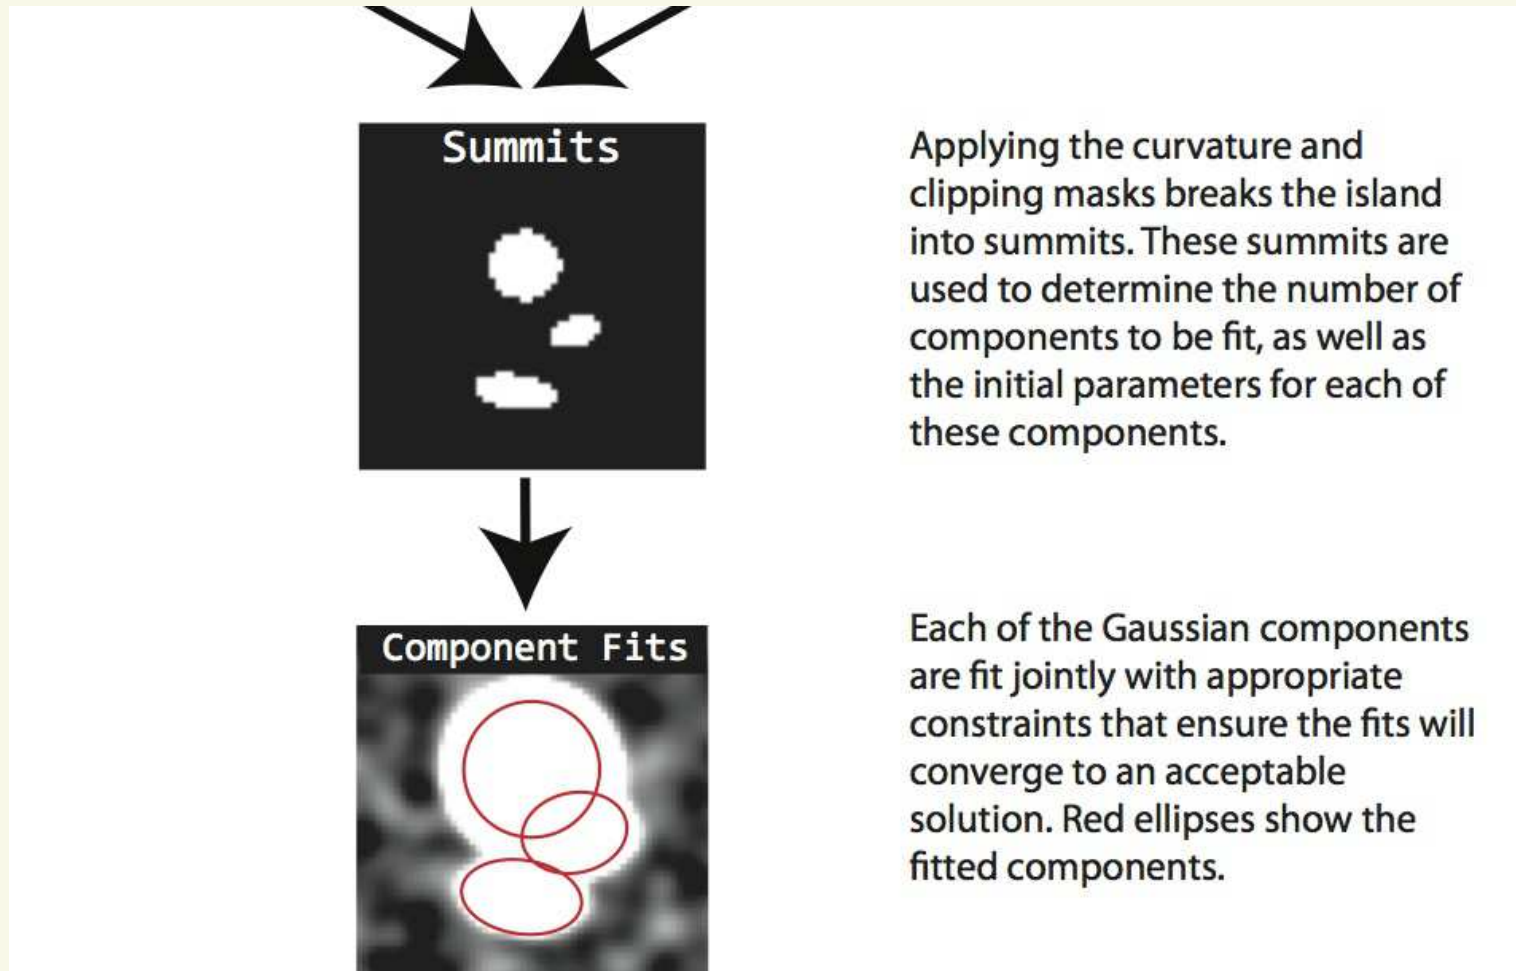 Summits
Applying the curvature and
clipping masks breaks the island
into summits. These summits are
used to determine the number of
components to be fit, as well as
the initial parameters for each of
these components.
Component Fits
Each of the Gaussian components
are fit jointly with appropriate
constraints that ensure the fits will
converge to an acceptable
solution. Red ellipses show the
fitted components.